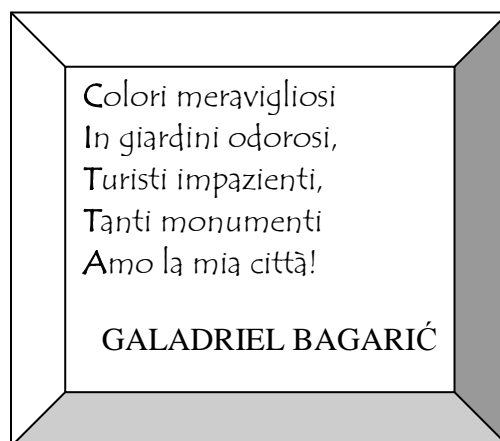 Colori meravigliosi
In giardini odorosi,
Turisti impazienti,
Tanti monumenti
Amo la mia città!
GALADRIEL BAGARIĆ